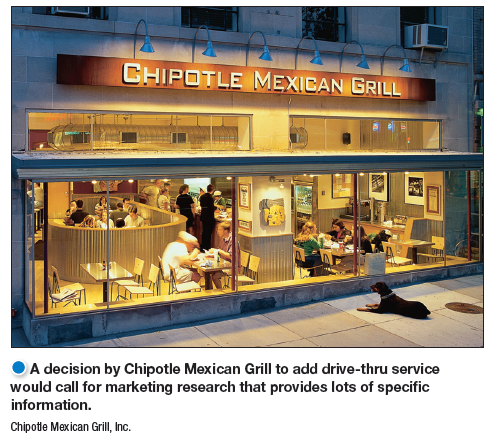 CHIPOTLE MEXICAN GRILL
A decision by Chipotle Mexican Grill to add drive-thru service
would call for marketing research that provides lots of specific
information.
Chipotle Mexican Grill, Inc.